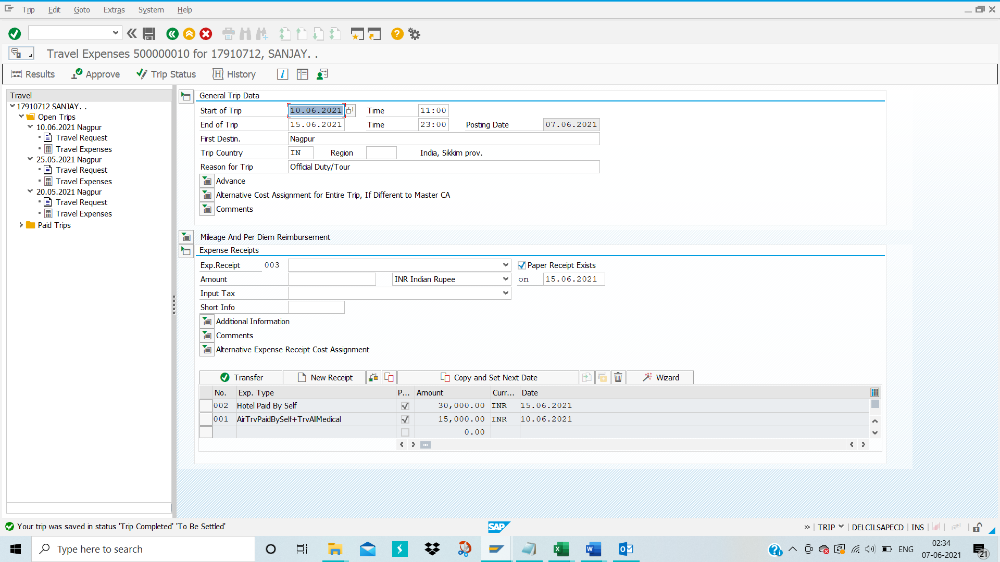 Trip Edit Goto Extras System Help
Travel Expenses 500000010 for 17910712, SANJAY. .
Results Approve Trip Status History
Travel
17910712 SANJAY. .
Open Trips
10.06.2021 Nagpur
Travel Request
Travel Expenses
25.05.2021 Nagpur
Travel Request
Travel Expenses
20.05.2021 Nagpur
Travel Request
Travel Expenses
Paid Trips
General Trip Data
Start of Trip 10.06.2021 Time 11:00
End of Trip 15.06.2021 Time 23:00 Posting Date 07.06.2021
First Destin. Nagpur
Trip Country IN Region India, Sikkim prov.
Reason for Trip Official Duty/Tour
Advance
Alternative Cost Assignment for Entire Trip, If Different to Master CA
Comments
Mileage And Per Diem Reimbursement
Expense Receipts
Exp.Receipt 003 Paper Receipt Exists
Amount INR Indian Rupee on 15.06.2021
Input Tax
Short Info
Additional Information
Comments
Alternative Expense Receipt Cost Assignment
Transfer New Receipt Copy and Set Next Date Wizard
No. Exp. Type P... Amount Curr... Date
002 Hotel Paid By Self 30,000.00 INR 15.06.2021
001 AirTrvPaidBySelf+TrvAllMedical 15,000.00 INR 10.06.2021
0.00
Your trip was saved in status 'Trip Completed' 'To Be Settled'
SAP
TRIP DELCILSAPECD INS
Type here to search
ENG
02:34
07-06-2021
21